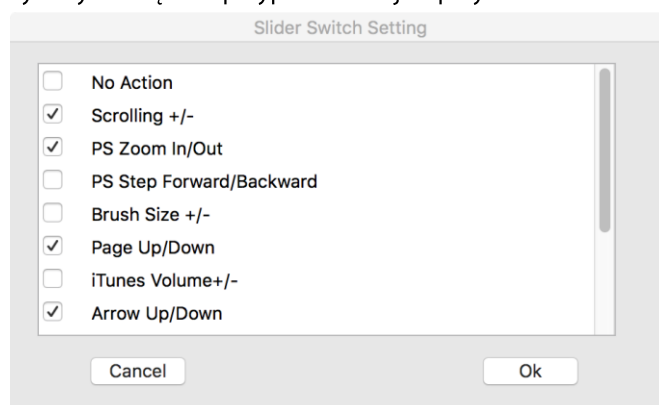 Slider Switch Setting
No Action
Scrolling +/-
PS Zoom In/Out
PS Step Forward/Backward
Brush Size +/-
Page Up/Down
iTunes Volume+/-
Arrow Up/Down
Cancel Ok